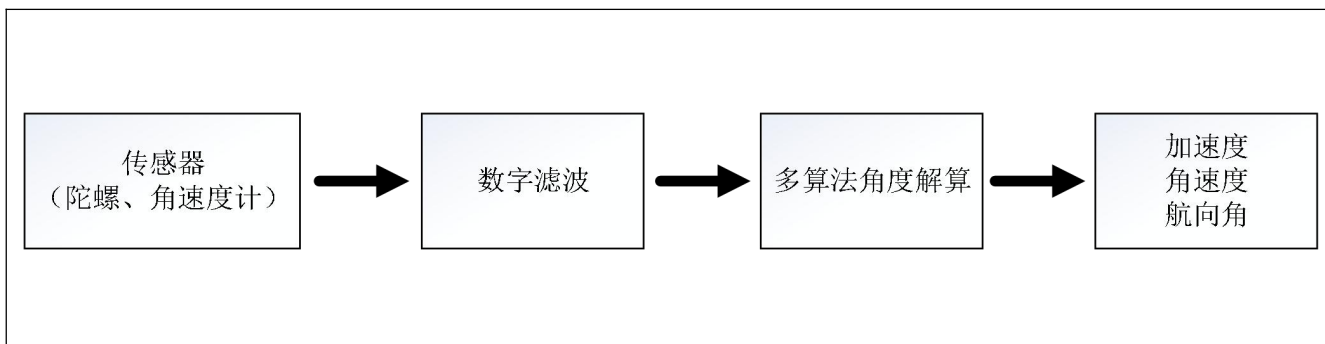 传感器
（陀螺、角速度计）
数字滤波
多算法角度解算
加速度
角速度
航向角